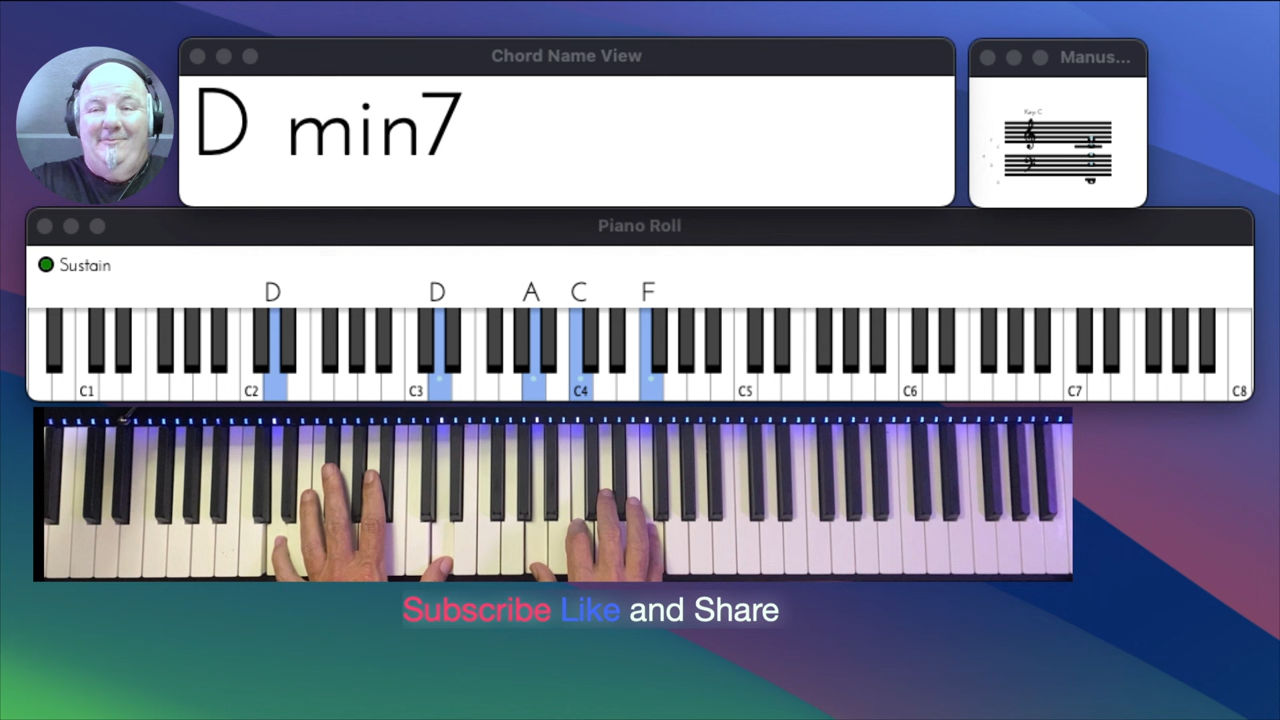 Chord Name View
Manus...
D min7
Key: C
Piano Roll
Sustain
D D A C F
C1 C2 C3 C4 C5 C6 C7 C8
Subscribe Like and Share